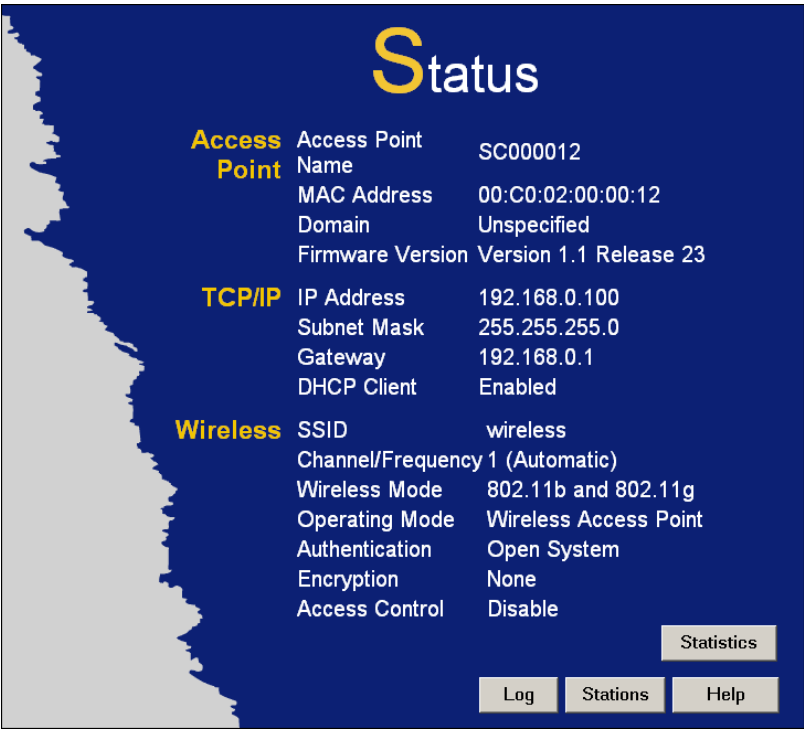 Status
Access Point
Access Point Name SC000012
MAC Address 00:C0:02:00:00:12
Domain Unspecified
Firmware Version Version 1.1 Release 23
TCP/IP IP Address 192.168.0.100
Subnet Mask 255.255.255.0
Gateway 192.168.0.1
DHCP Client Enabled
Wireless SSID wireless
Channel/Frequency 1 (Automatic)
Wireless Mode 802.11b and 802.11g
Operating Mode Wireless Access Point
Authentication Open System
Encryption None
Access Control Disable
Statistics
Log Stations Help